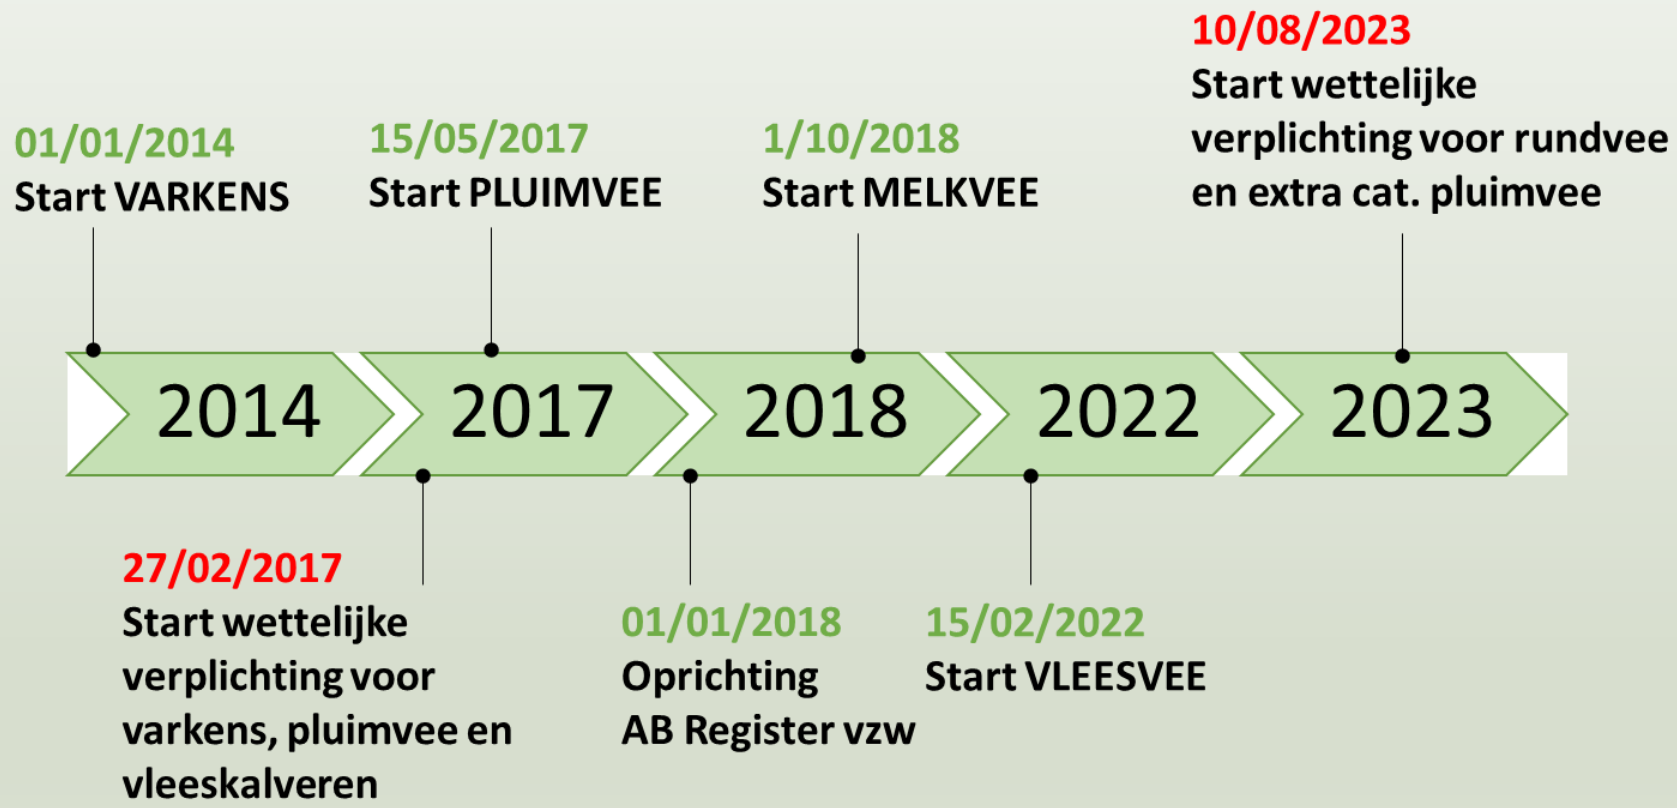 01/01/2014
Start VARKENS
15/05/2017
Start PLUIMVEE
1/10/2018
Start MELKVEE
10/08/2023
Start wettelijke
verplichting voor rundvee
en extra cat. pluimvee
2014
2017
2018
2022
2023
27/02/2017
Start wettelijke
verplichting voor
varkens, pluimvee en
vleeskalveren
01/01/2018
Oprichting
AB Register vzw
15/02/2022
Start VLEESVEE